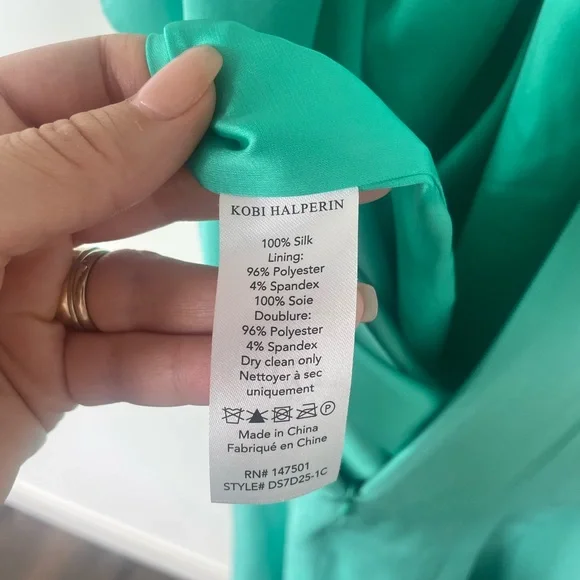 KOBI HALPERIN
100% Silk
Lining:
96% Polyester
4% Spandex
100% Soie
Doublure:
96% Polyester
4% Spandex
Dry clean only
Nettoyer à sec
uniquement
P
Made in China
Fabriqué en Chine
RN# 147501
STYLE# DS7D25-1C